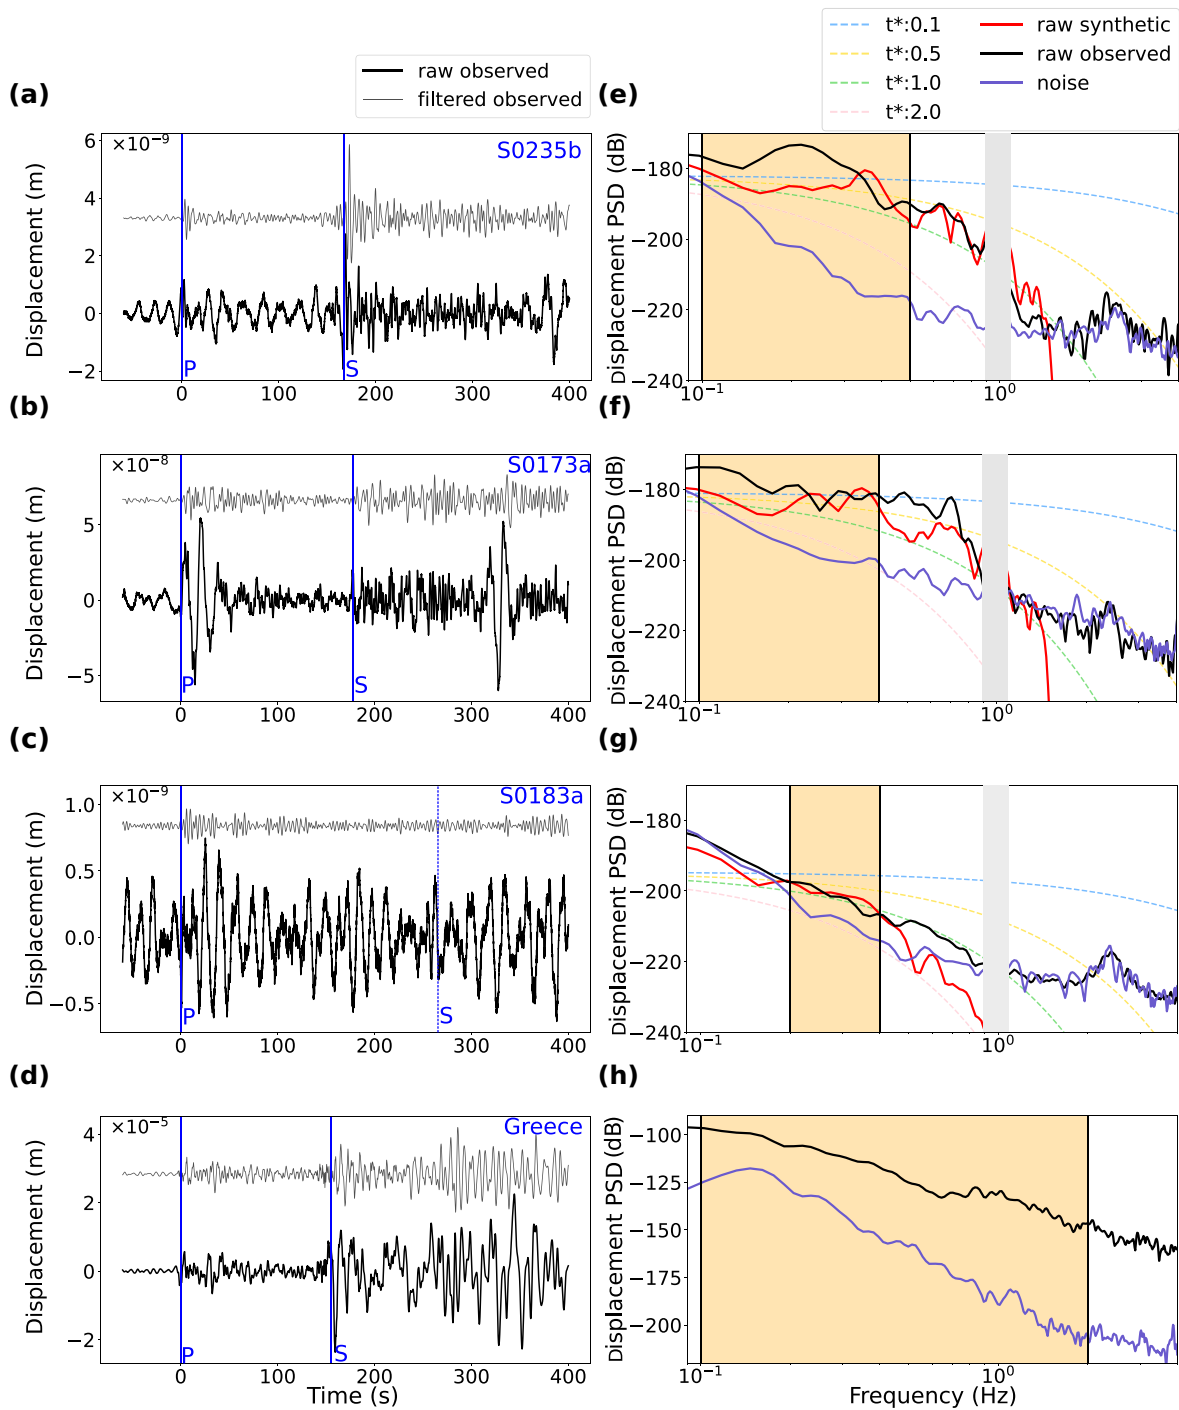 raw observed
filtered observed
t*:0.1
t*:0.5
t*:1.0
t*:2.0
raw synthetic
raw observed
noise
(a)
×10⁻⁹
S0235b
6
4
2
0
−2
Displacement (m)
P
S
0 100 200 300 400
(e)
Displacement PSD (dB)
−180
−200
−220
−240
10⁻¹ 10⁰
(b)
×10⁻⁸
S0173a
5
0
−5
Displacement (m)
P
S
0 100 200 300 400
(f)
Displacement PSD (dB)
−180
−200
−220
−240
10⁻¹ 10⁰
(c)
×10⁻⁹
S0183a
1.0
0.5
0.0
−0.5
Displacement (m)
P
S
0 100 200 300 400
(g)
Displacement PSD (dB)
−180
−200
−220
−240
10⁻¹ 10⁰
(d)
×10⁻⁵
Greece
4
2
0
−2
Displacement (m)
P
S
0 100 200 300 400
Time (s)
(h)
Displacement PSD (dB)
−100
−125
−150
−175
−200
10⁻¹ 10⁰
Frequency (Hz)